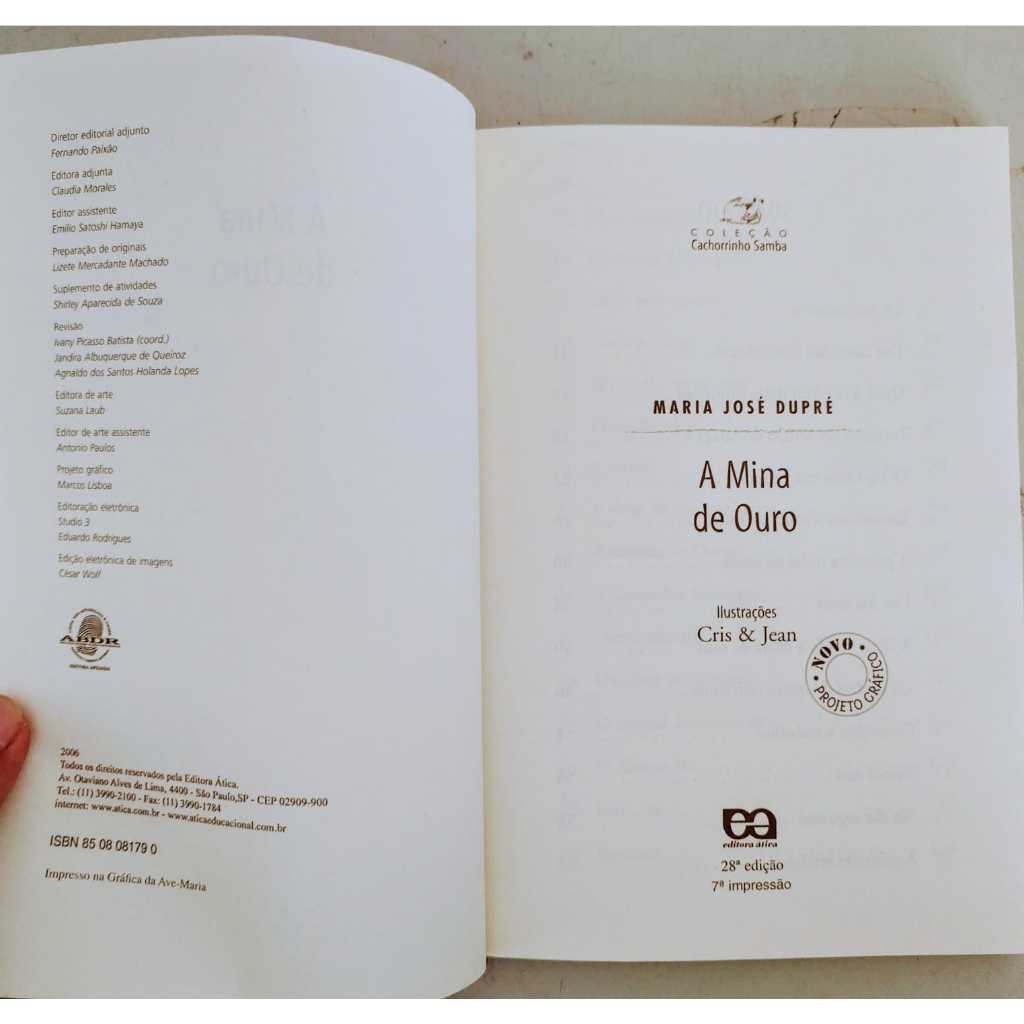 Diretor editorial adjunto
Fernando Paixão
Editora adjunta
Claudia Morales
Editor assistente
Emílio Satoshi Hamaya
Preparação de originais
Lizete Mercadante Machado
Suplemento de atividades
Shirley Aparecida de Souza
Revisão
Ivany Picasso Batista (coord.)
Jandira Albuquerque de Queiroz
Agnaldo dos Santos Holanda Lopes
Editora de arte
Suzana Laub
Editor de arte assistente
Antonio Paulos
Projeto gráfico
Marcos Lisboa
Editoração eletrônica
Studio 3
Eduardo Rodrigues
Edição eletrônica de imagens
César Wolf
ABDR
EDITORA AFILIADA
2006
Todos os direitos reservados pela Editora Ática.
Av. Otaviano Alves de Lima, 4400 - São Paulo,SP - CEP 02909-900
Tel.: (11) 3990-2100 - Fax: (11) 3990-1784
internet: www.atica.com.br - www.aticaeducacional.com.br
ISBN 85 08 08179 0
Impresso na Gráfica da Ave-Maria
COLEÇÃO
Cachorrinho Samba
MARIA JOSÉ DUPRÉ
A Mina
de Ouro
Ilustrações
Cris & Jean
• NOVO •
PROJETO GRÁFICO
editora ática
28ª edição
7ª impressão